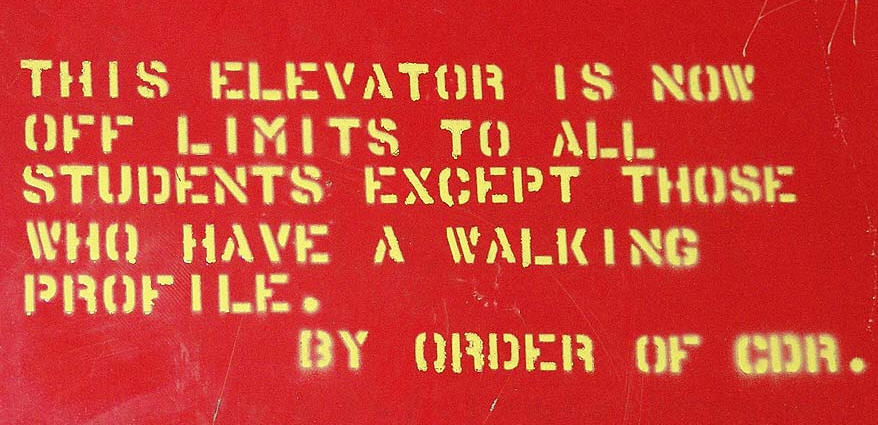 THIS ELEVATOR IS NOW
OFF LIMITS TO ALL
STUDENTS EXCEPT THOSE
WHO HAVE A WALKING
PROFILE.
BY ORDER OF CDR.